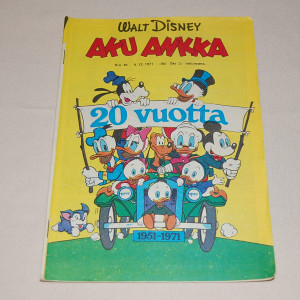 WALT DISNEY
AKU ANKKA
20 vuotta
1951-1971